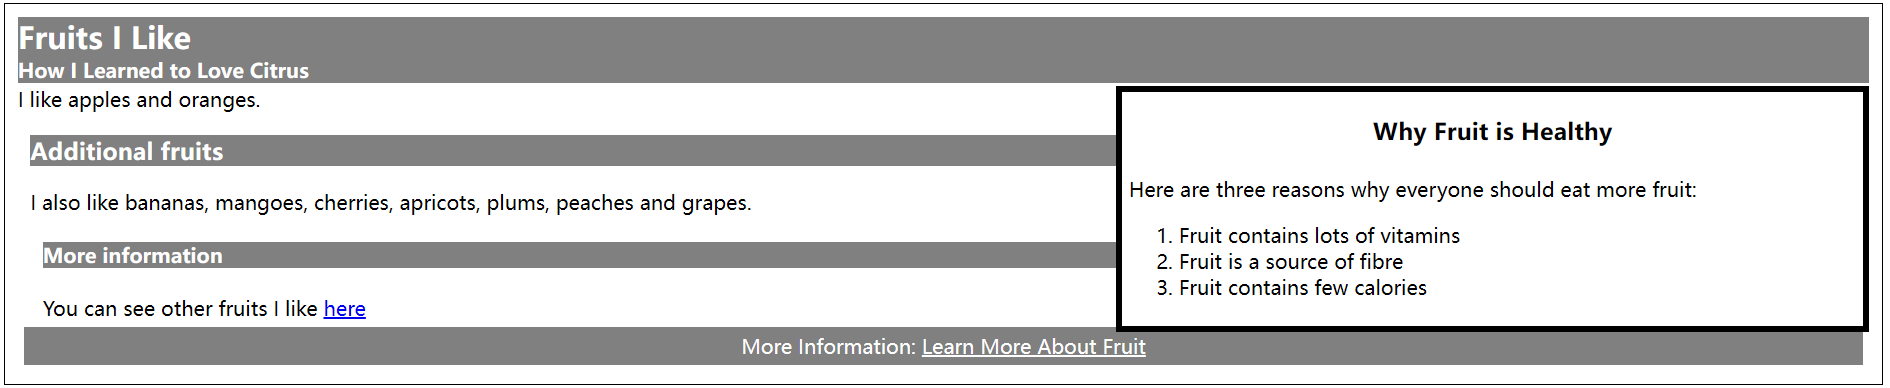 Fruits I Like
How I Learned to Love Citrus
I like apples and oranges.
Additional fruits
I also like bananas, mangoes, cherries, apricots, plums, peaches and grapes.
More information
You can see other fruits I like here
Why Fruit is Healthy
Here are three reasons why everyone should eat more fruit:
1. Fruit contains lots of vitamins
2. Fruit is a source of fibre
3. Fruit contains few calories
More Information: Learn More About Fruit